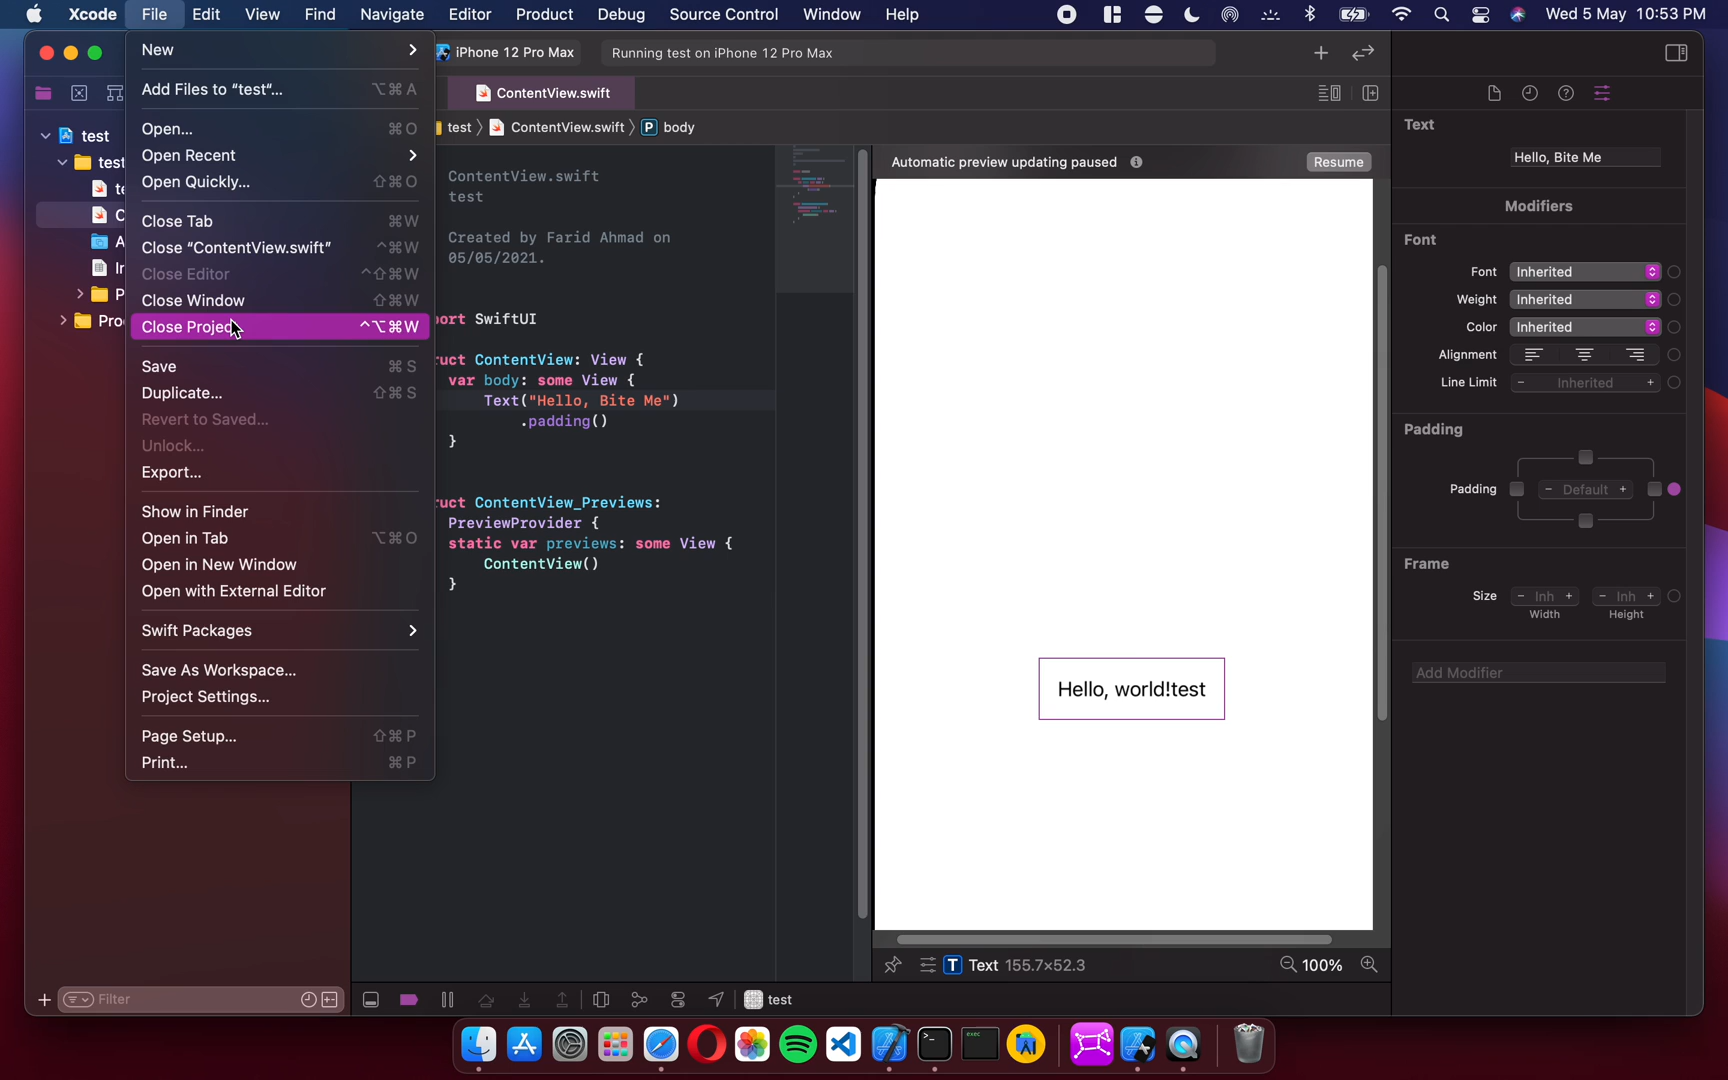 Xcode File Edit View Find Navigate Editor Product Debug Source Control Window Help Wed 5 May 10:53 PM
iPhone 12 Pro Max Running test on iPhone 12 Pro Max
New
Add Files to “test”... ⌥⌘A
Open... ⌘O
Open Recent
Open Quickly... ⇧⌘O
Close Tab ⌘W
Close “ContentView.swift” ^⌘W
Close Editor ^⇧⌘W
Close Window ⇧⌘W
Close Projec ^⌥⌘W
Save ⌘S
Duplicate... ⇧⌘S
Revert to Saved...
Unlock...
Export...
Show in Finder
Open in Tab ⌥⌘O
Open in New Window
Open with External Editor
Swift Packages
Save As Workspace...
Project Settings...
Page Setup... ⇧⌘P
Print... ⌘P
test
test
te
C
A
In
P
Pro
Filter
ContentView.swift
test 〉 ContentView.swift 〉 P body
ContentView.swift
test
Created by Farid Ahmad on
05/05/2021.
ort SwiftUI
uct ContentView: View {
var body: some View {
Text("Hello, Bite Me")
.padding()
}
uct ContentView_Previews:
PreviewProvider {
static var previews: some View {
ContentView()
}
test
Automatic preview updating paused Resume
Hello, world!test
T Text 155.7×52.3 100%
Text
Hello, Bite Me
Modifiers
Font
Font Inherited
Weight Inherited
Color Inherited
Alignment
Line Limit − Inherited +
Padding
Padding − Default +
Frame
Size − Inh + − Inh +
Width Height
Add Modifier
exec